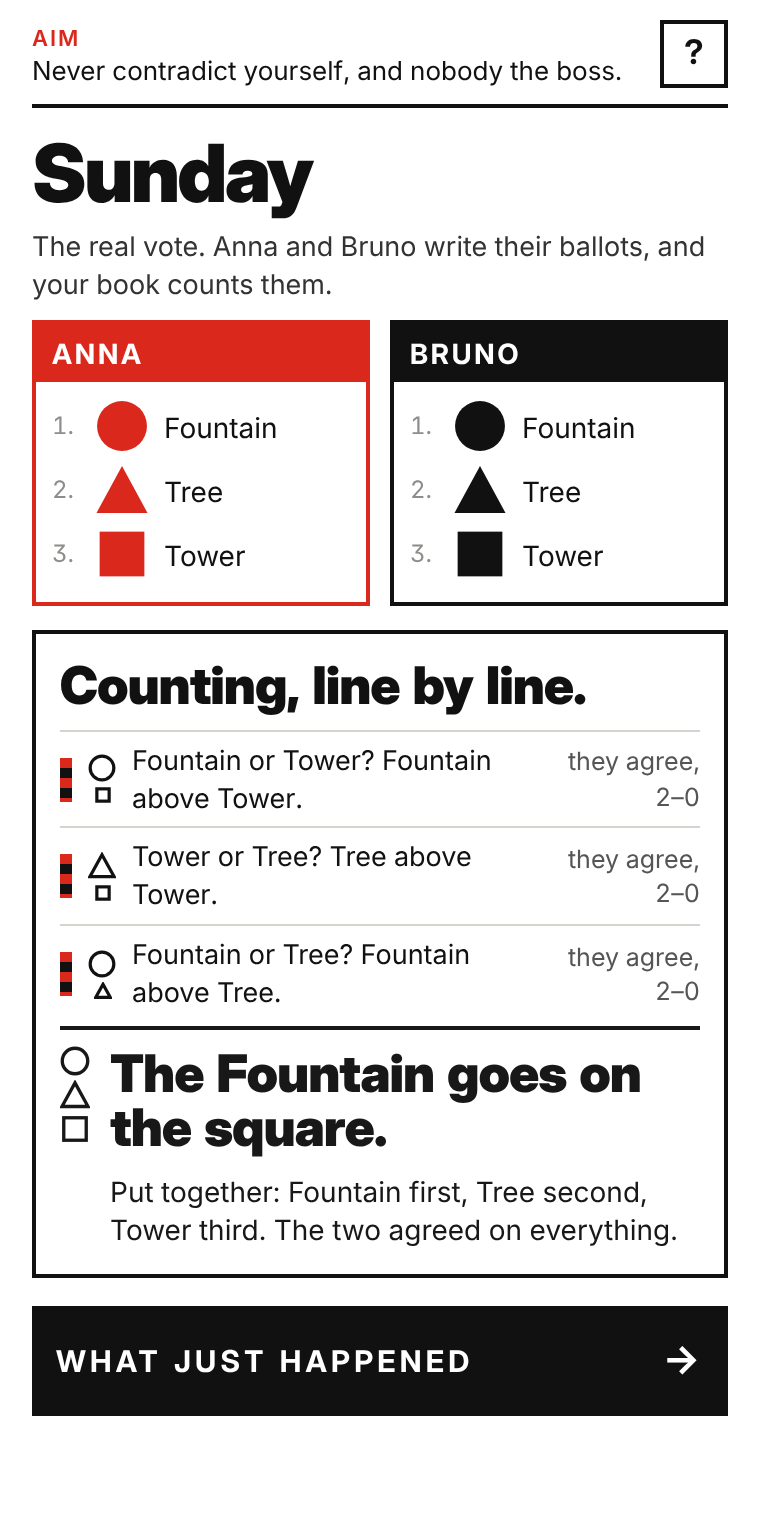 AIM
Never contradict yourself, and nobody the boss.
?
Sunday
The real vote. Anna and Bruno write their ballots, and
your book counts them.
ANNA
1. Fountain
2. Tree
3. Tower
BRUNO
1. Fountain
2. Tree
3. Tower
Counting, line by line.
Fountain or Tower? Fountain
above Tower.
they agree,
2–0
Tower or Tree? Tree above
Tower.
they agree,
2–0
Fountain or Tree? Fountain
above Tree.
they agree,
2–0
The Fountain goes on
the square.
Put together: Fountain first, Tree second,
Tower third. The two agreed on everything.
WHAT JUST HAPPENED →